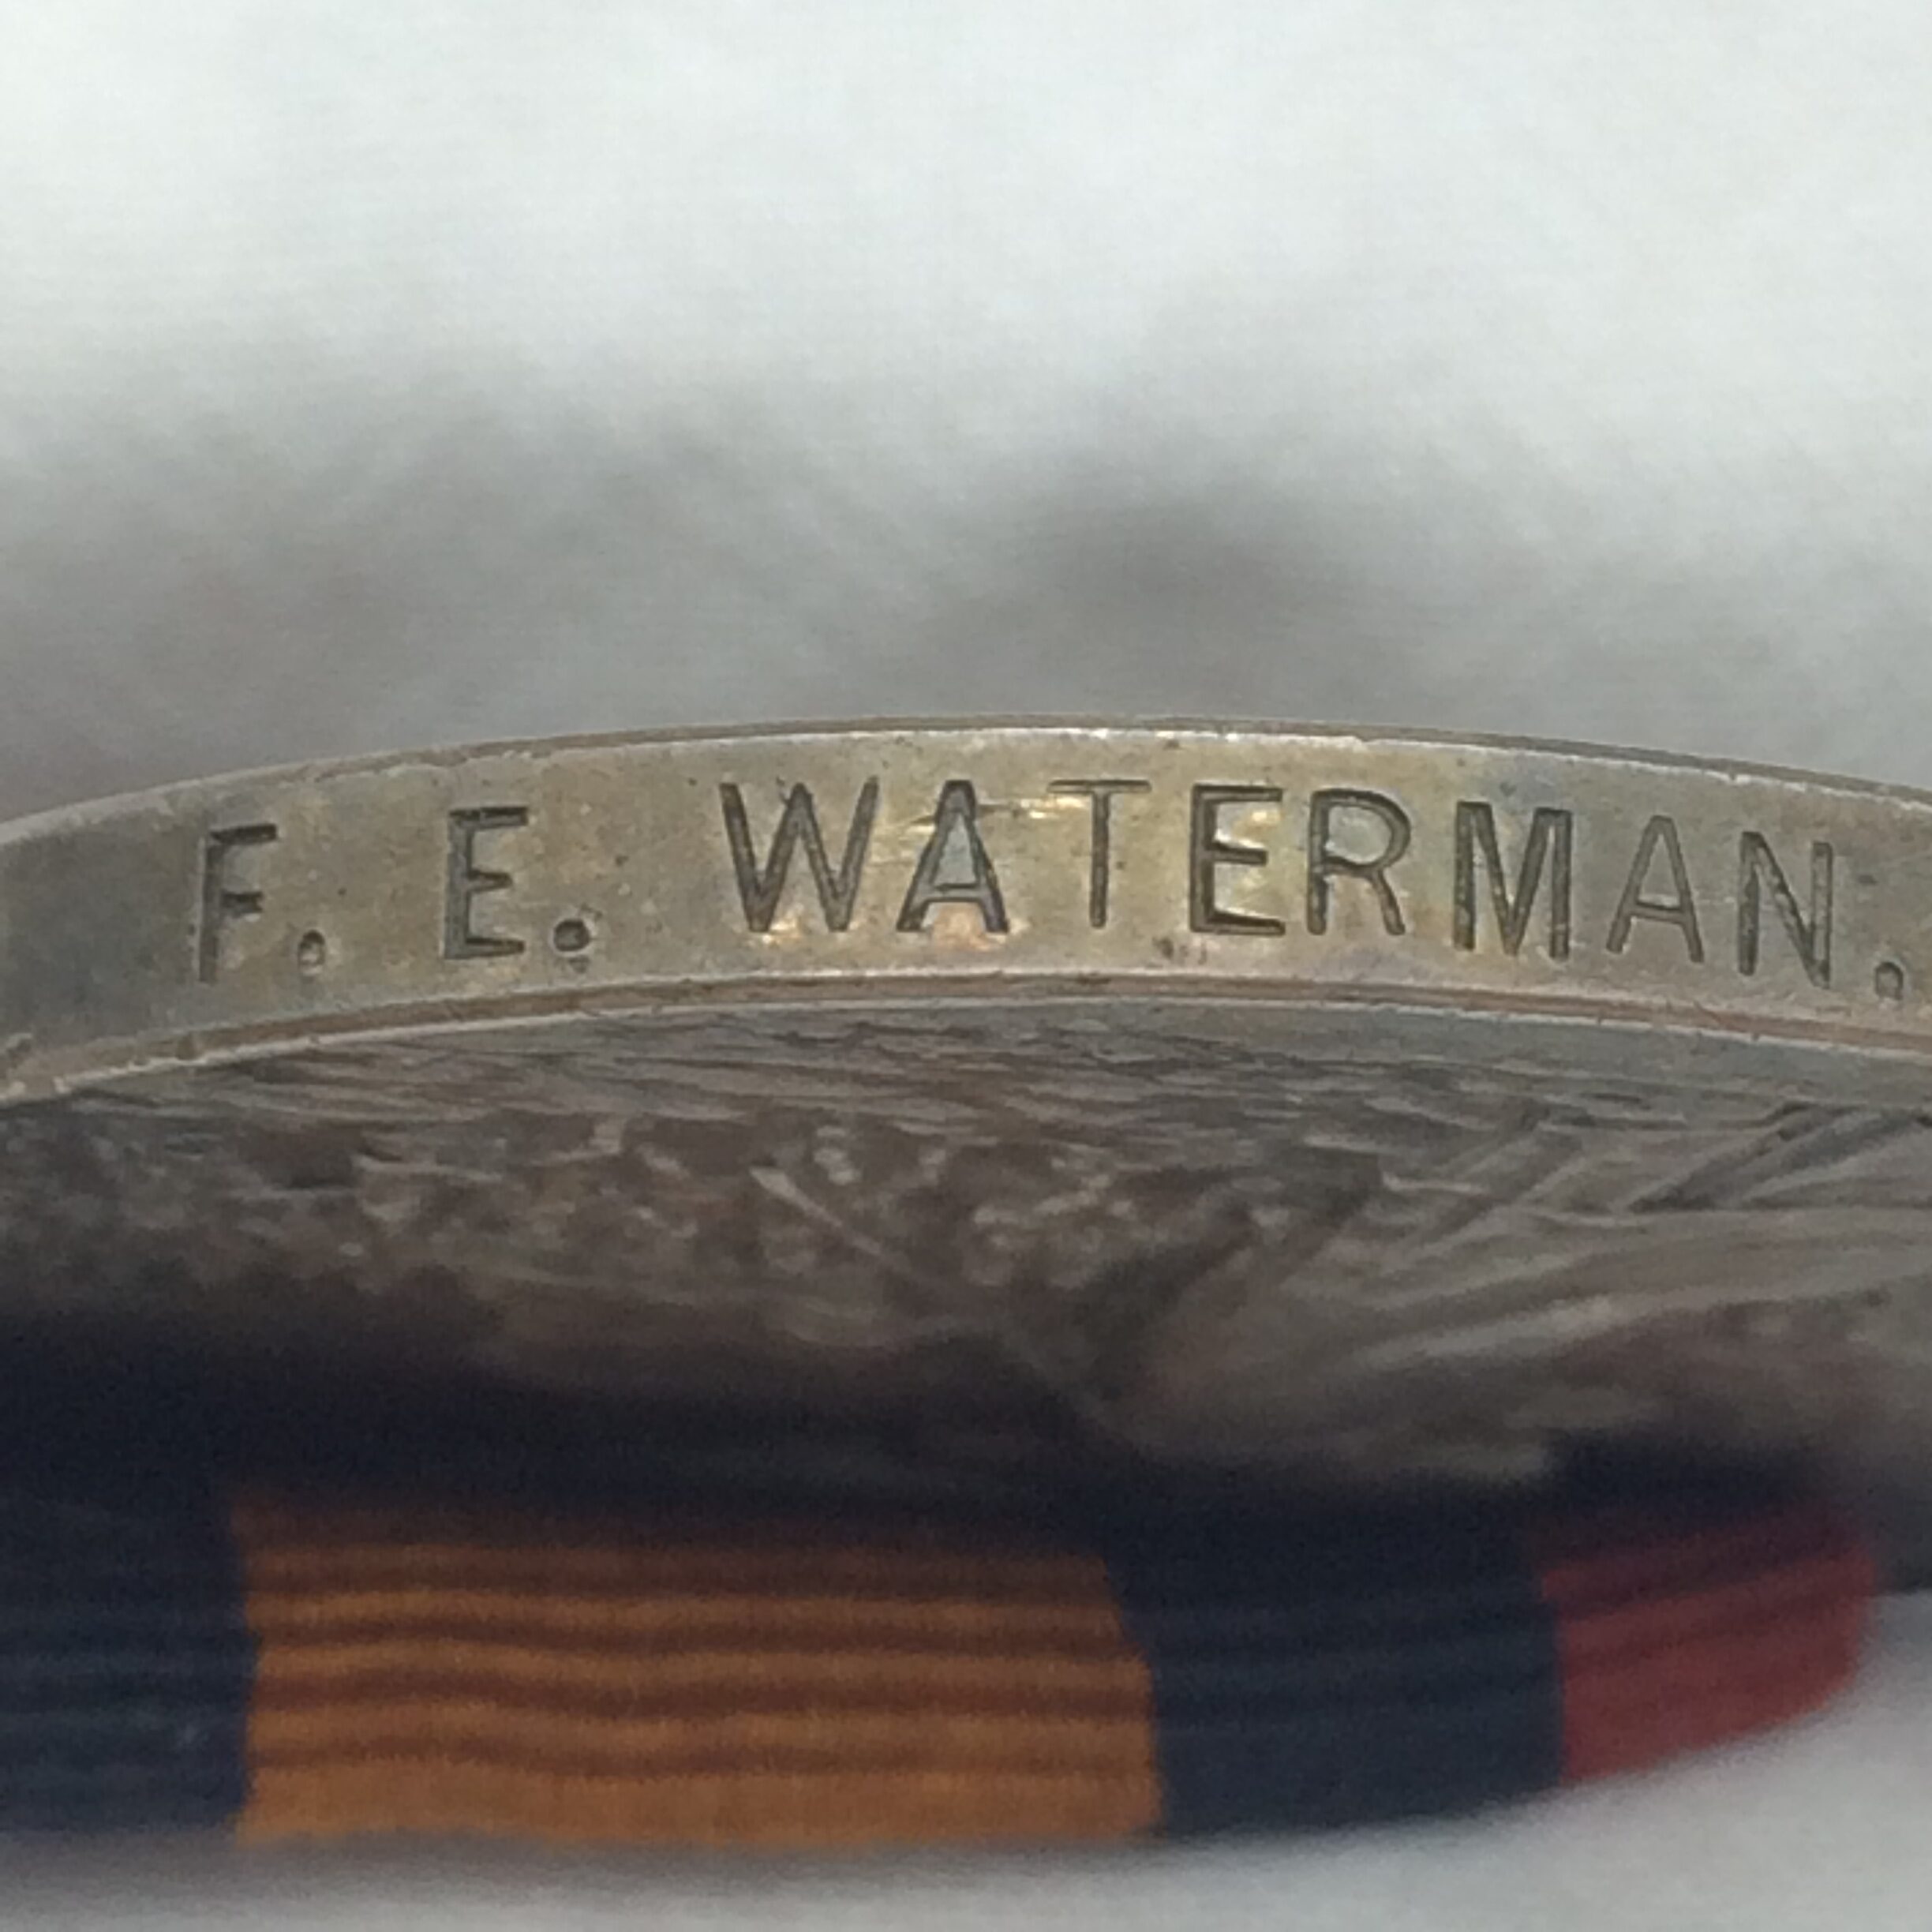 F. E. WATERMAN.